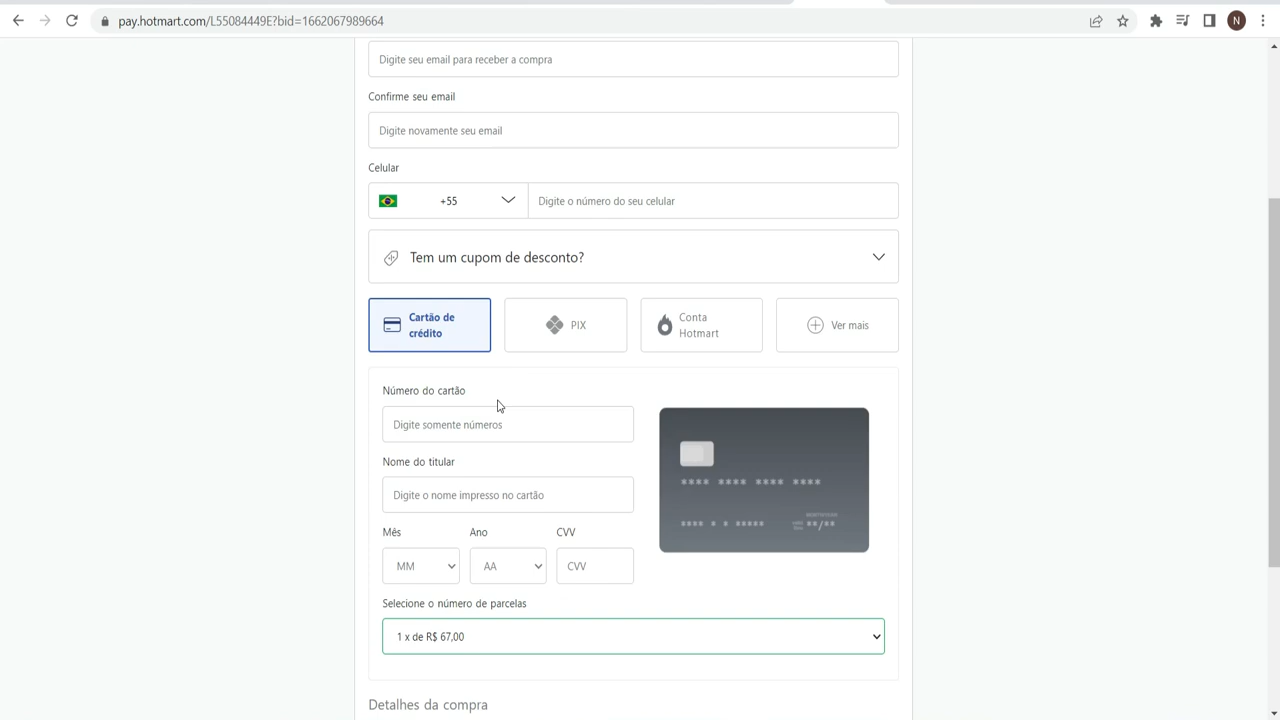 pay.hotmart.com/L55084449E?bid=1662067989664
N
Digite seu email para receber a compra
Confirme seu email
Digite novamente seu email
Celular
+55
Digite o número do seu celular
Tem um cupom de desconto?
Cartão de
crédito
PIX
Conta
Hotmart
Ver mais
Número do cartão
Digite somente números
Nome do titular
Digite o nome impresso no cartão
Mês Ano CVV
MM AA CVV
**** **** **** ****
**** * * ***** **/**
Selecione o número de parcelas
1 x de R$ 67,00
Detalhes da compra